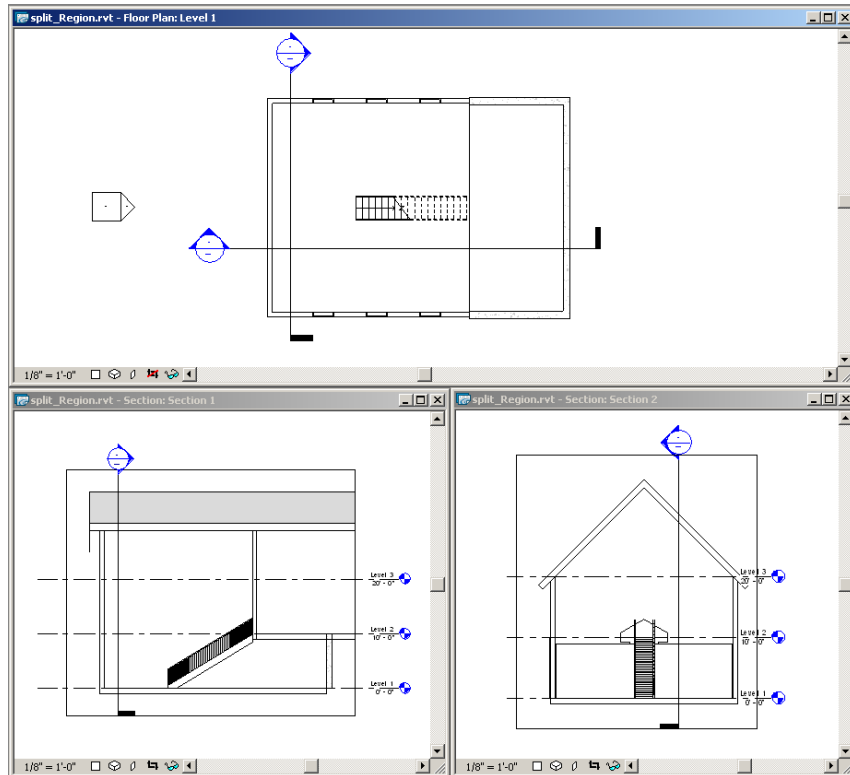 split_Region.rvt - Floor Plan: Level 1
1/8" = 1'-0"
split_Region.rvt - Section: Section 1
Level 3
20' - 0"
Level 2
10' - 0"
Level 1
0' - 0"
1/8" = 1'-0"
split_Region.rvt - Section: Section 2
Level 3
20' - 0"
Level 2
10' - 0"
Level 1
0' - 0"
1/8" = 1'-0"